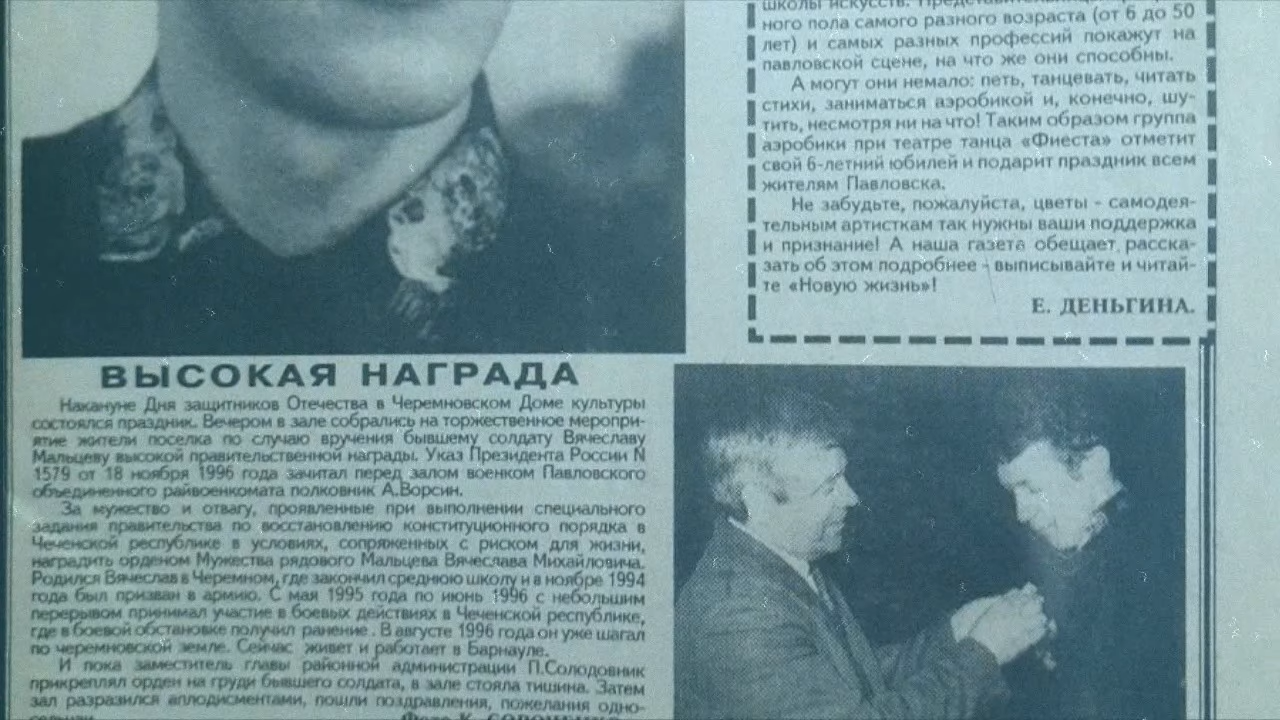 школы искусств.
ного пола самого разного возраста (от 6 до 50
лет) и самых разных профессий покажут на
павловской сцене, на что же они способны.
А могут они немало: петь, танцевать, читать
стихи, заниматься аэробикой и, конечно, шу-
тить, несмотря ни на что! Таким образом группа
аэробики при театре танца «Фиеста» отметит
свой 6-летний юбилей и подарит праздник всем
жителям Павловска.
Не забудьте, пожалуйста, цветы - самодея-
тельным артисткам так нужны ваши поддержка
и признание! А наша газета обещает расска-
зать об этом подробнее - выписывайте и читай-
те «Новую жизнь»!
Е. ДЕНЬГИНА.
ВЫСОКАЯ НАГРАДА
Накануне Дня защитников Отечества в Черемновском Доме культуры
состоялся праздник. Вечером в зале собрались на торжественное меропри-
ятие жители поселка по случаю вручения бывшему солдату Вячеславу
Мальцеву высокой правительственной награды. Указ Президента России N
1579 от 18 ноября 1996 года зачитал перед залом военком Павловского
объединенного райвоенкомата полковник А.Ворсин.
За мужество и отвагу, проявленные при выполнении специального
задания правительства по восстановлению конституционного порядка в
Чеченской республике в условиях, сопряженных с риском для жизни,
наградить орденом Мужества рядового Мальцева Вячеслава Михайловича.
Родился Вячеслав в Черемном, где закончил среднюю школу и в ноябре 1994
года был призван в армию. С мая 1995 года по июнь 1996 с небольшим
перерывом принимал участие в боевых действиях в Чеченской республике,
где в боевой обстановке получил ранение. В августе 1996 года он уже шагал
по черемновской земле. Сейчас живет и работает в Барнауле.
И пока заместитель главы районной администрации П.Солодовник
прикреплял орден на груди бывшего солдата, в зале стояла тишина. Затем
зал разразился аплодисментами, пошли поздравления, пожелания одно-